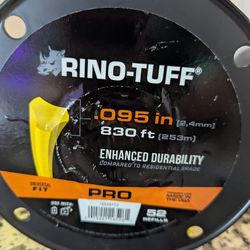 RINO-TUFF®
.095 in (2.4mm)
830 ft (253m)
ENHANCED DURABILITY
COMPARED TO RESIDENTIAL GRADE
UNIVERSAL
FIT
PRO
52
REFILLS